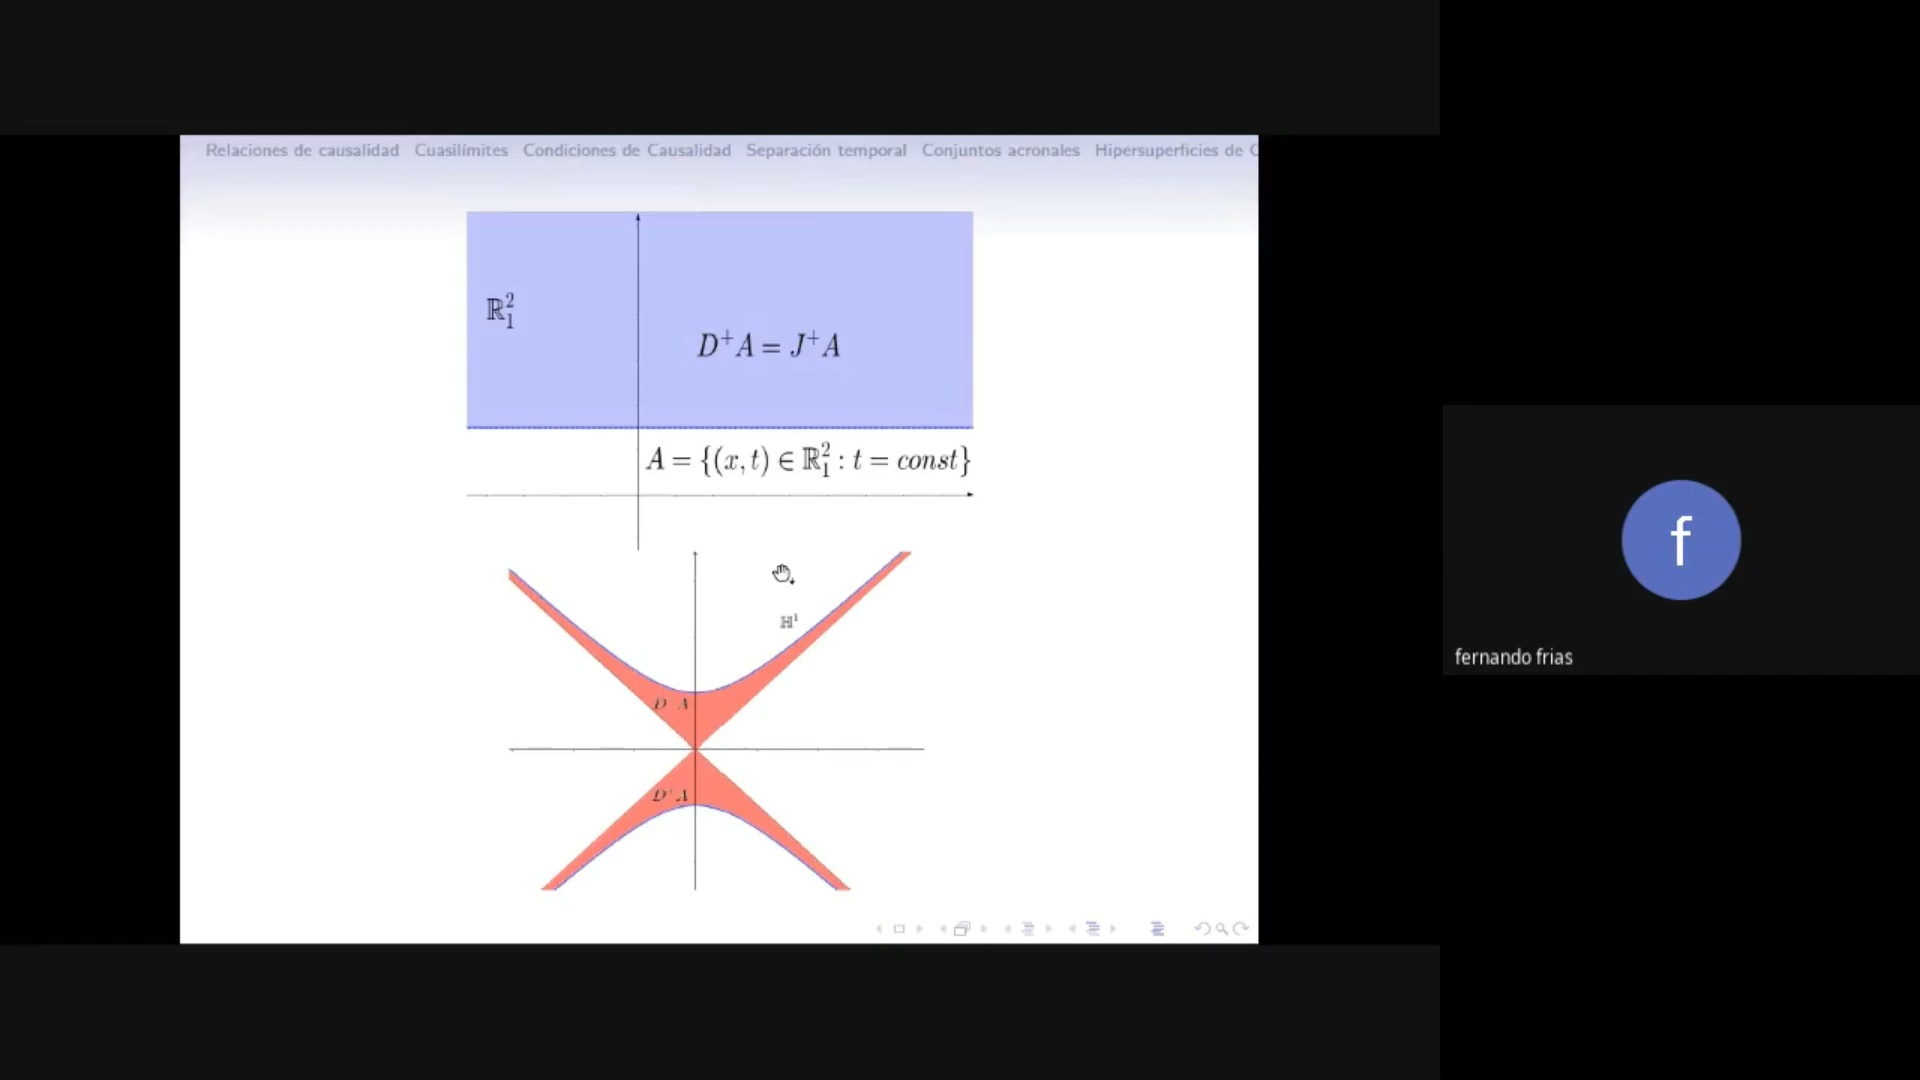 Relaciones de causalidad Cuasilímites Condiciones de Causalidad Separación temporal Conjuntos acronales Hipersuperficies de C
ℝ²₁
D⁺A = J⁺A
A = {(x, t) ∈ ℝ²₁ : t = const}
ℍ¹
D⁻A
D⁺A
f
fernando frias